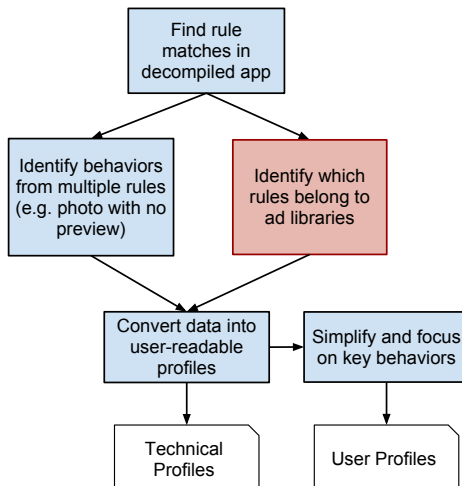 Find rule
matches in
decompiled app
Identify behaviors
from multiple rules
(e.g. photo with no
preview)
Identify which
rules belong to
ad libraries
Convert data into
user-readable
profiles
Simplify and focus
on key behaviors
Technical
Profiles
User Profiles